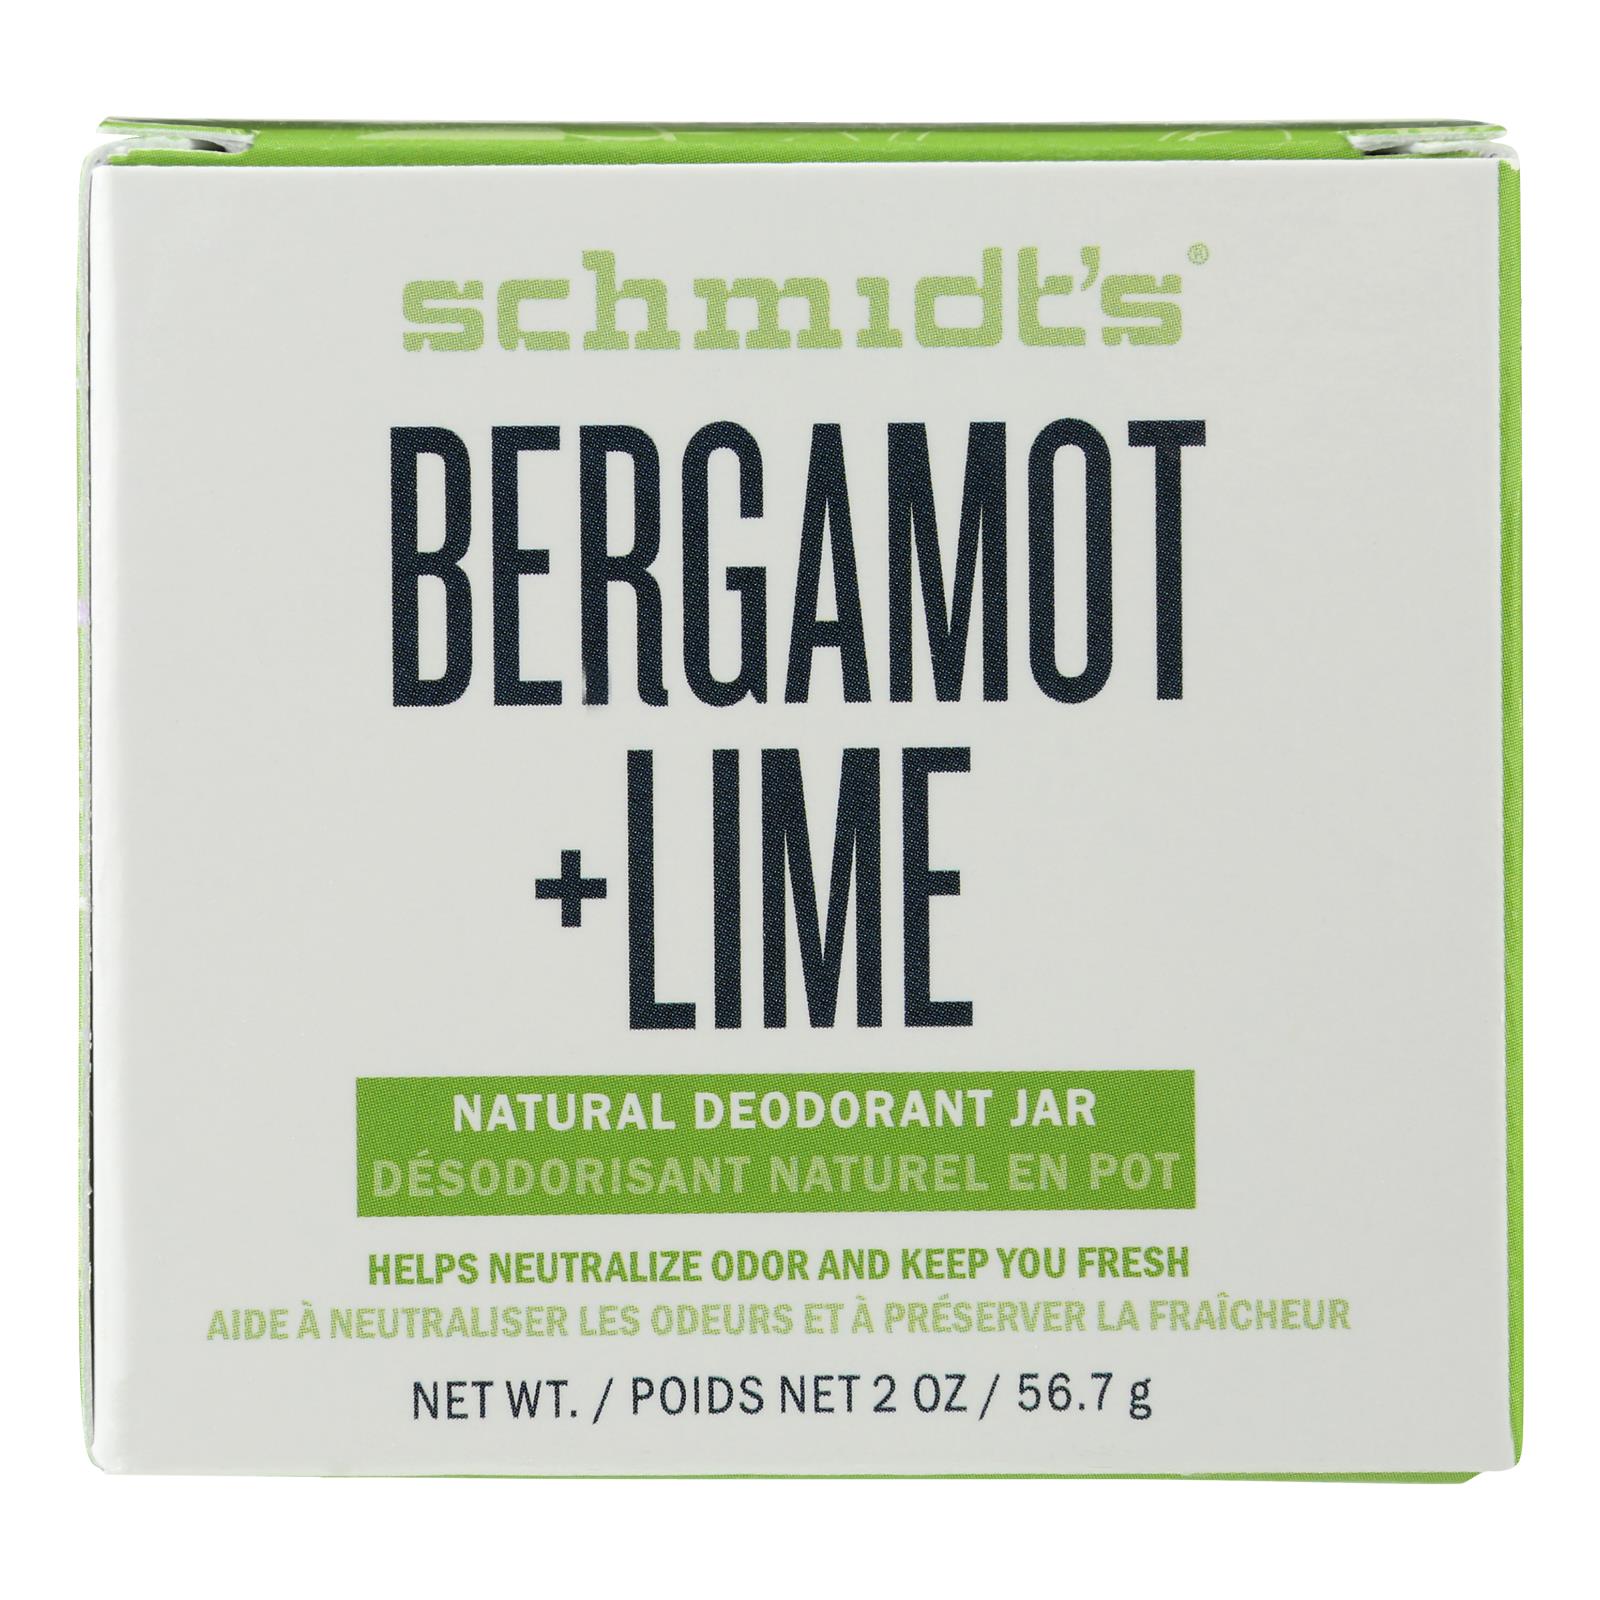 schmidt's®
BERGAMOT
+LIME
NATURAL DEODORANT JAR
DÉSODORISANT NATUREL EN POT
HELPS NEUTRALIZE ODOR AND KEEP YOU FRESH
AIDE À NEUTRALISER LES ODEURS ET À PRÉSERVER LA FRAÎCHEUR
NET WT. / POIDS NET 2 OZ / 56.7 g